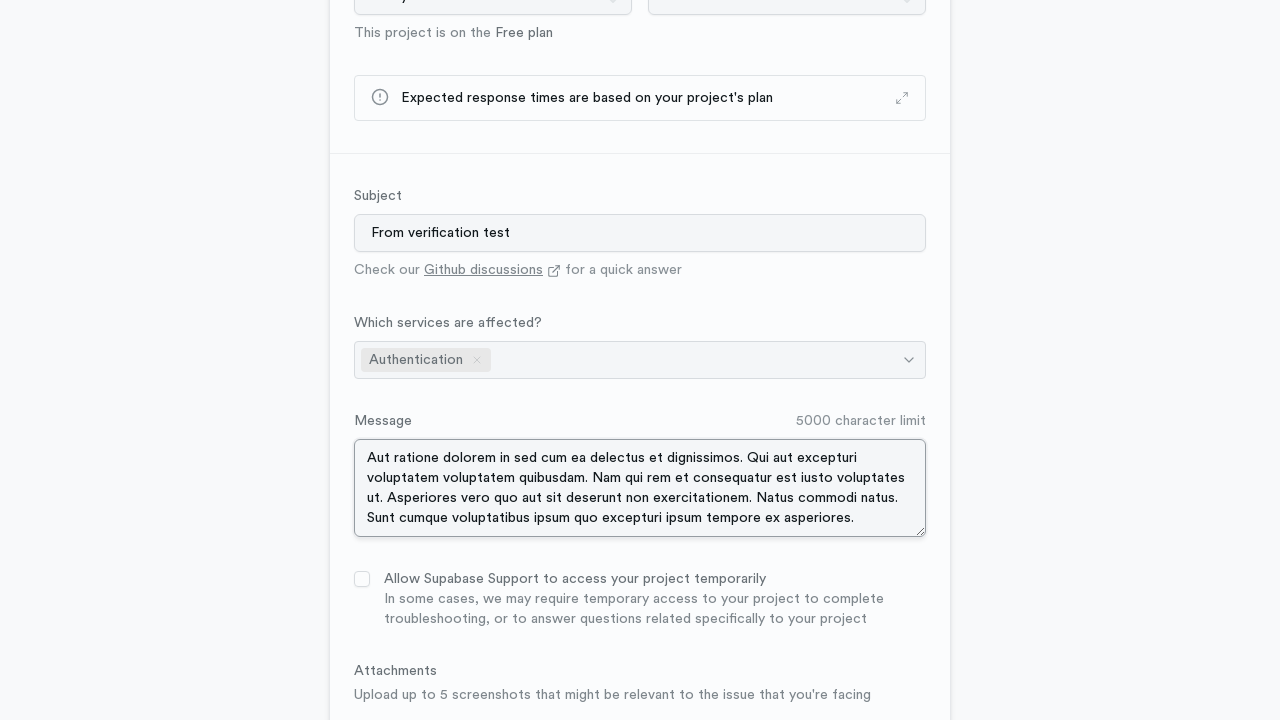 This project is on the Free plan
Expected response times are based on your project's plan
Subject
From verification test
Check our Github discussions for a quick answer
Which services are affected?
Authentication
Message
5000 character limit
Aut ratione dolorem in sed cum ea delectus et dignissimos. Qui aut excepturi
voluptatem voluptatem quibusdam. Nam qui rem et consequatur est iusto voluptates
ut. Asperiores vero quo aut sit deserunt non exercitationem. Natus commodi natus.
Sunt cumque voluptatibus ipsum quo excepturi ipsum tempore ex asperiores.
Allow Supabase Support to access your project temporarily
In some cases, we may require temporary access to your project to complete
troubleshooting, or to answer questions related specifically to your project
Attachments
Upload up to 5 screenshots that might be relevant to the issue that you're facing